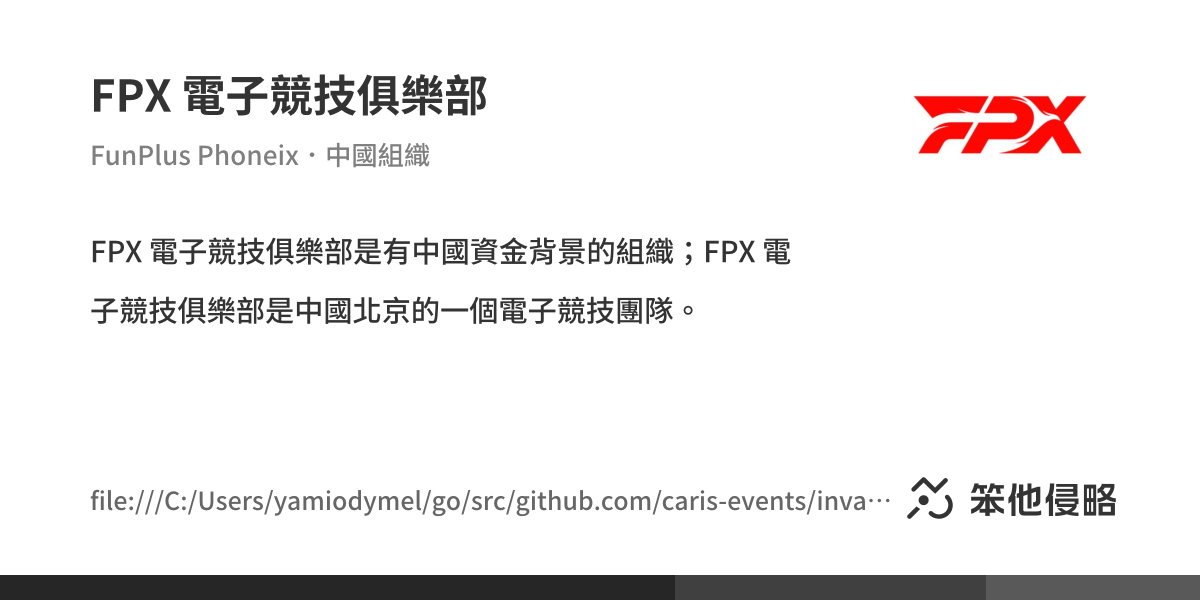 FPX 電子競技俱樂部
FPX
FunPlus Phoneix・中國組織
FPX 電子競技俱樂部是有中國資金背景的組織；FPX 電
子競技俱樂部是中國北京的一個電子競技團隊。
file:///C:/Users/yamiodymel/go/src/github.com/caris-events/inva⋯
笨他侵略